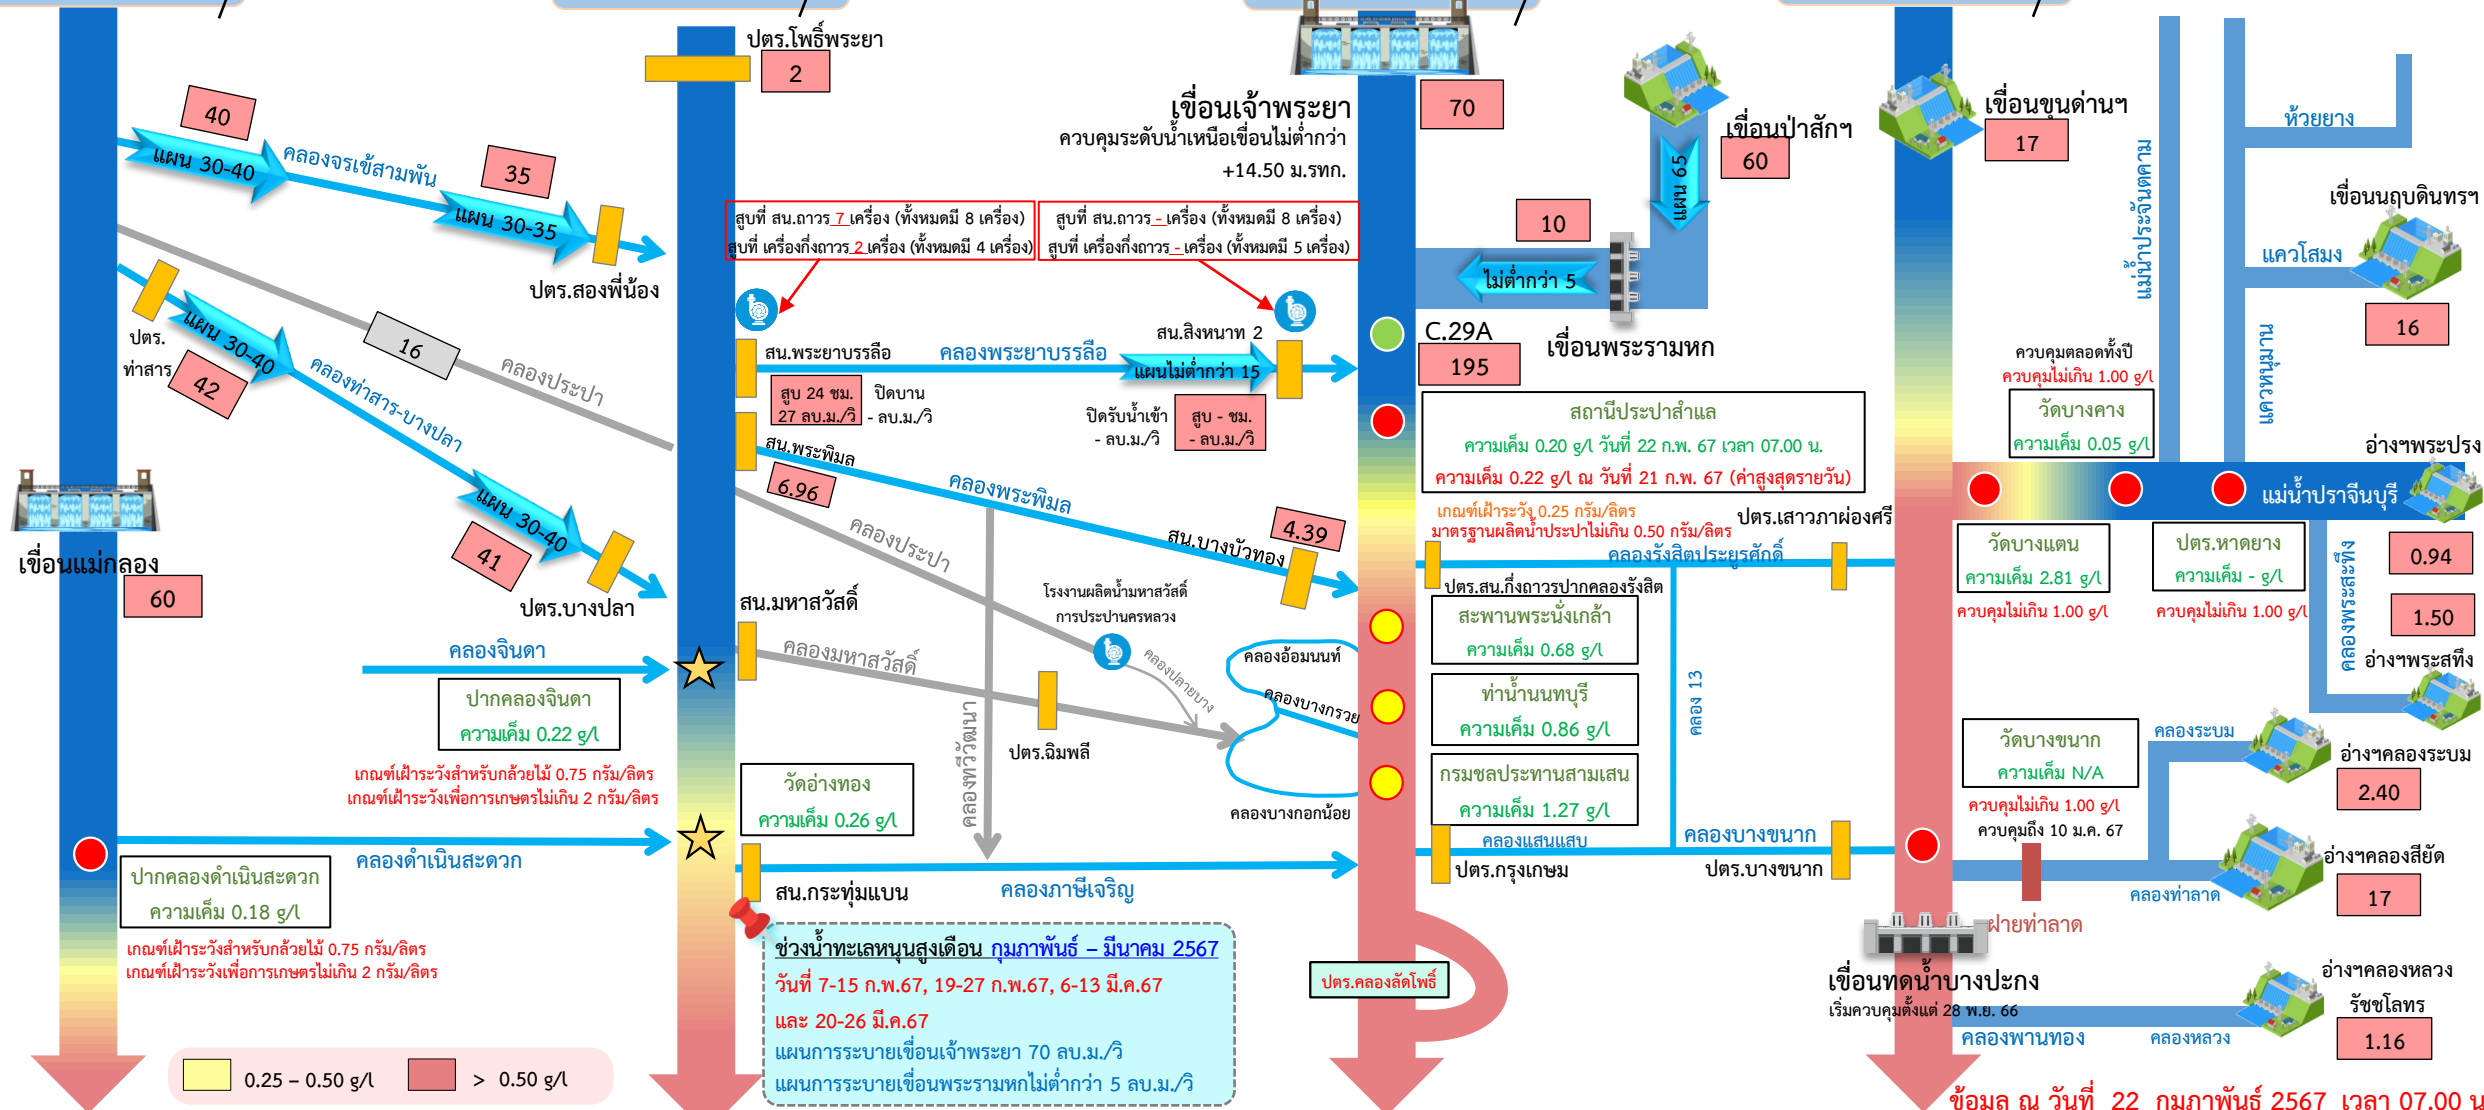 ปตร.โพธิ์พระยา
2
40
แผน 30-40
คลองจรเข้สามพัน
35
แผน 30-35
ปตร.สองพี่น้อง
ปตร.
ท่าสาร
แผน 30-40
42
คลองท่าสาร-บางปลา
แผน 30-40
41
ปตร.บางปลา
16
คลองประปา
เขื่อนแม่กลอง
60
คลองจินดา
ปากคลองจินดา
ความเค็ม 0.22 g/l
เกณฑ์เฝ้าระวังสำหรับกล้วยไม้ 0.75 กรัม/ลิตร
เกณฑ์เฝ้าระวังเพื่อการเกษตรไม่เกิน 2 กรัม/ลิตร
คลองดำเนินสะดวก
ปากคลองดำเนินสะดวก
ความเค็ม 0.18 g/l
เกณฑ์เฝ้าระวังสำหรับกล้วยไม้ 0.75 กรัม/ลิตร
เกณฑ์เฝ้าระวังเพื่อการเกษตรไม่เกิน 2 กรัม/ลิตร
0.25 – 0.50 g/l
> 0.50 g/l
เขื่อนเจ้าพระยา
ควบคุมระดับน้ำเหนือเขื่อนไม่ต่ำกว่า
+14.50 ม.รทก.
70
สูบที่ สน.ถาวร 7 เครื่อง (ทั้งหมดมี 8 เครื่อง)
สูบที่ เครื่องกึ่งถาวร 2 เครื่อง (ทั้งหมดมี 4 เครื่อง)
สูบที่ สน.ถาวร - เครื่อง (ทั้งหมดมี 8 เครื่อง)
สูบที่ เครื่องกึ่งถาวร - เครื่อง (ทั้งหมดมี 5 เครื่อง)
สน.พระยาบรรลือ
คลองพระยาบรรลือ
สน.สิงหนาท 2
แผนไม่ต่ำกว่า 15
สูบ 24 ชม.
27 ลบ.ม./วิ
ปิดบาน
- ลบ.ม./วิ
ปิดรับน้ำเข้า
- ลบ.ม./วิ
สูบ - ชม.
- ลบ.ม./วิ
สน.พระพิมล
6.96
คลองพระพิมล
4.39
สน.บางบัวทอง
คลองประปา
โรงงานผลิตน้ำมหาสวัสดิ์
การประปานครหลวง
สน.มหาสวัสดิ์
คลองมหาสวัสดิ์
คลองปลายบาง
ปตร.ฉิมพลี
คลองทวีวัฒนา
คลองอ้อมนนท์
คลองบางกรวย
คลองบางกอกน้อย
วัดอ่างทอง
ความเค็ม 0.26 g/l
สน.กระทุ่มแบน
คลองภาษีเจริญ
ช่วงน้ำทะเลหนุนสูงเดือน กุมภาพันธ์ – มีนาคม 2567
วันที่ 7-15 ก.พ.67, 19-27 ก.พ.67, 6-13 มี.ค.67
และ 20-26 มี.ค.67
แผนการระบายเขื่อนเจ้าพระยา 70 ลบ.ม./วิ
แผนการระบายเขื่อนพระรามหกไม่ต่ำกว่า 5 ลบ.ม./วิ
เขื่อนป่าสักฯ
60
แผน 65
10
ไม่ต่ำกว่า 5
เขื่อนพระรามหก
C.29A
195
สถานีประปาสำแล
ความเค็ม 0.20 g/l วันที่ 22 ก.พ. 67 เวลา 07.00 น.
ความเค็ม 0.22 g/l ณ วันที่ 21 ก.พ. 67 (ค่าสูงสุดรายวัน)
เกณฑ์เฝ้าระวัง 0.25 กรัม/ลิตร
มาตรฐานผลิตน้ำประปาไม่เกิน 0.50 กรัม/ลิตร
ปตร.เสาวภาผ่องศรี
คลองรังสิตประยูรศักดิ์
ปตร.สน.กึ่งถาวรปากคลองรังสิต
สะพานพระนั่งเกล้า
ความเค็ม 0.68 g/l
ท่าน้ำนนทบุรี
ความเค็ม 0.86 g/l
กรมชลประทานสามเสน
ความเค็ม 1.27 g/l
คลอง 13
คลองแสนแสบ
คลองบางขนาก
ปตร.กรุงเกษม
ปตร.บางขนาก
ปตร.คลองลัดโพธิ์
เขื่อนขุนด่านฯ
17
แม่น้ำประจันตคาม
ห้วยยาง
เขื่อนนฤบดินทรฯ
แควโสมง
16
แควหนุมาน
ควบคุมตลอดทั้งปี
ควบคุมไม่เกิน 1.00 g/l
วัดบางคาง
ความเค็ม 0.05 g/l
อ่างฯพระปรง
แม่น้ำปราจีนบุรี
0.94
วัดบางแตน
ความเค็ม 2.81 g/l
ควบคุมไม่เกิน 1.00 g/l
ปตร.หาดยาง
ความเค็ม - g/l
ควบคุมไม่เกิน 1.00 g/l
คลองพระสะทึง
1.50
อ่างฯพระสทึง
วัดบางขนาก
ความเค็ม N/A
ควบคุมไม่เกิน 1.00 g/l
ควบคุมถึง 10 ม.ค. 67
คลองระบม
อ่างฯคลองระบม
2.40
อ่างฯคลองสียัด
17
คลองท่าลาด
ฝายท่าลาด
เขื่อนทดน้ำบางปะกง
เริ่มควบคุมตั้งแต่ 28 พ.ย. 66
คลองพานทอง
คลองหลวง
อ่างฯคลองหลวง
รัชชโลทร
1.16
ข้อมูล ณ วันที่ 22 กุมภาพันธ์ 2567 เวลา 07.00 น